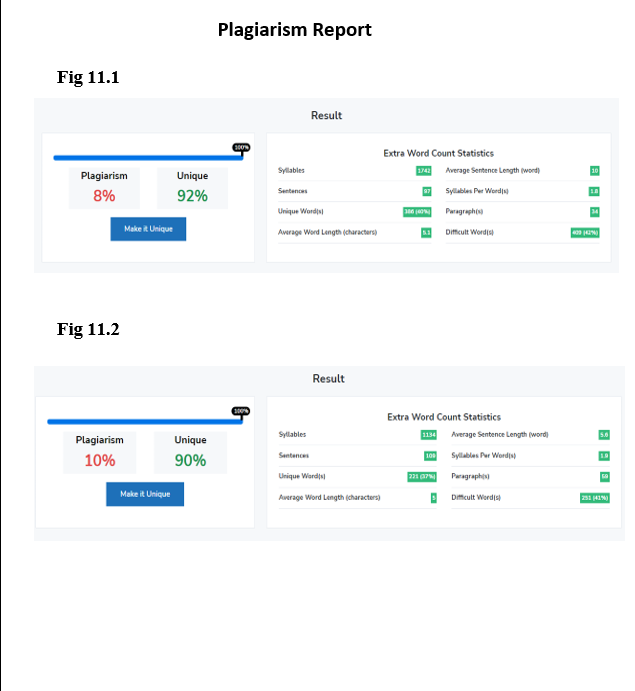 Plagiarism Report
Fig 11.1
Result
100%
Plagiarism Unique
8% 92%
Make it Unique
Extra Word Count Statistics
Syllables 1742 Average Sentence Length (word) 10
Sentences 97 Syllables Per Word(s) 1.8
Unique Word(s) 386 (40%) Paragraph(s) 34
Average Word Length (characters) 5.1 Difficult Word(s) 409 (42%)
Fig 11.2
Result
100%
Plagiarism Unique
10% 90%
Make it Unique
Extra Word Count Statistics
Syllables 1134 Average Sentence Length (word) 5.6
Sentences 109 Syllables Per Word(s) 1.9
Unique Word(s) 221 (37%) Paragraph(s) 59
Average Word Length (characters) 5 Difficult Word(s) 251 (41%)